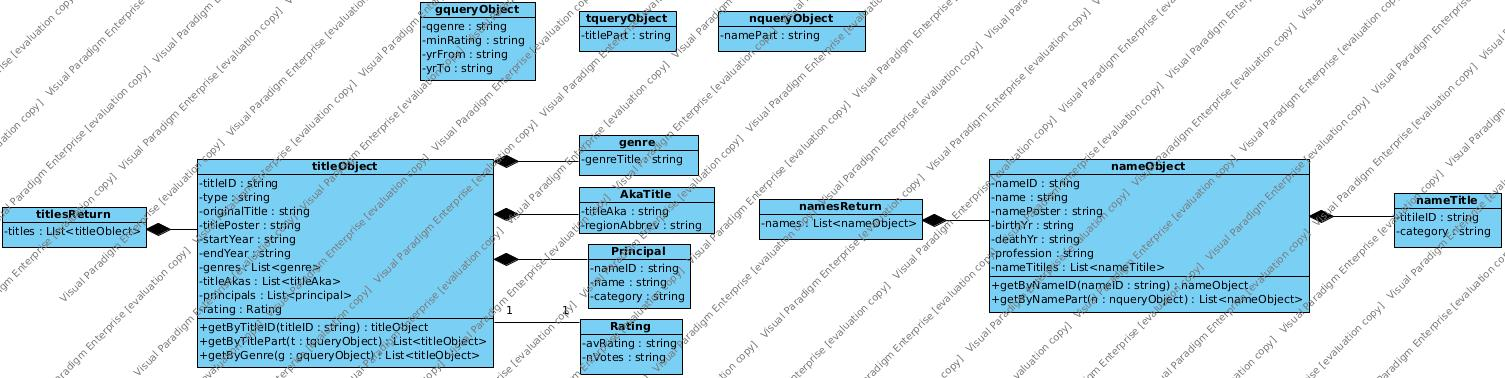 gqueryObject
-qgenre : string
-minRating : string
-yrFrom : string
-yrTo : string
tqueryObject
-titlePart : string
nqueryObject
-namePart : string
titlesReturn
-titles : List<titleObject>
titleObject
-titleID : string
-type : string
-originalTitle : string
-titlePoster : string
-startYear : string
-endYear : string
-genres : List<genre>
-titleAkas : List<titleAka>
-principals : List<principal>
-rating : Rating
+getByTitleID(titleID : string) : titleObject
+getByTitlePart(t : tqueryObject) : List<titleObject>
+getByGenre(g : gqueryObject) : List<titleObject>
genre
-genreTitle : string
AkaTitle
-titleAka : string
-regionAbbrev : string
Principal
-nameID : string
-name : string
-category : string
1
1
Rating
-avRating : string
-nVotes : string
namesReturn
-names : List<nameObject>
nameObject
-nameID : string
-name : string
-namePoster : string
-birthYr : string
-deathYr : string
-profession : string
-nameTitles : List<nameTitle>
+getByNameID(nameID : string) : nameObject
+getByNamePart(n : nqueryObject) : List<nameObject>
nameTitle
-titileID : string
-category : string
Visual Paradigm Enterprise [evaluation copy]